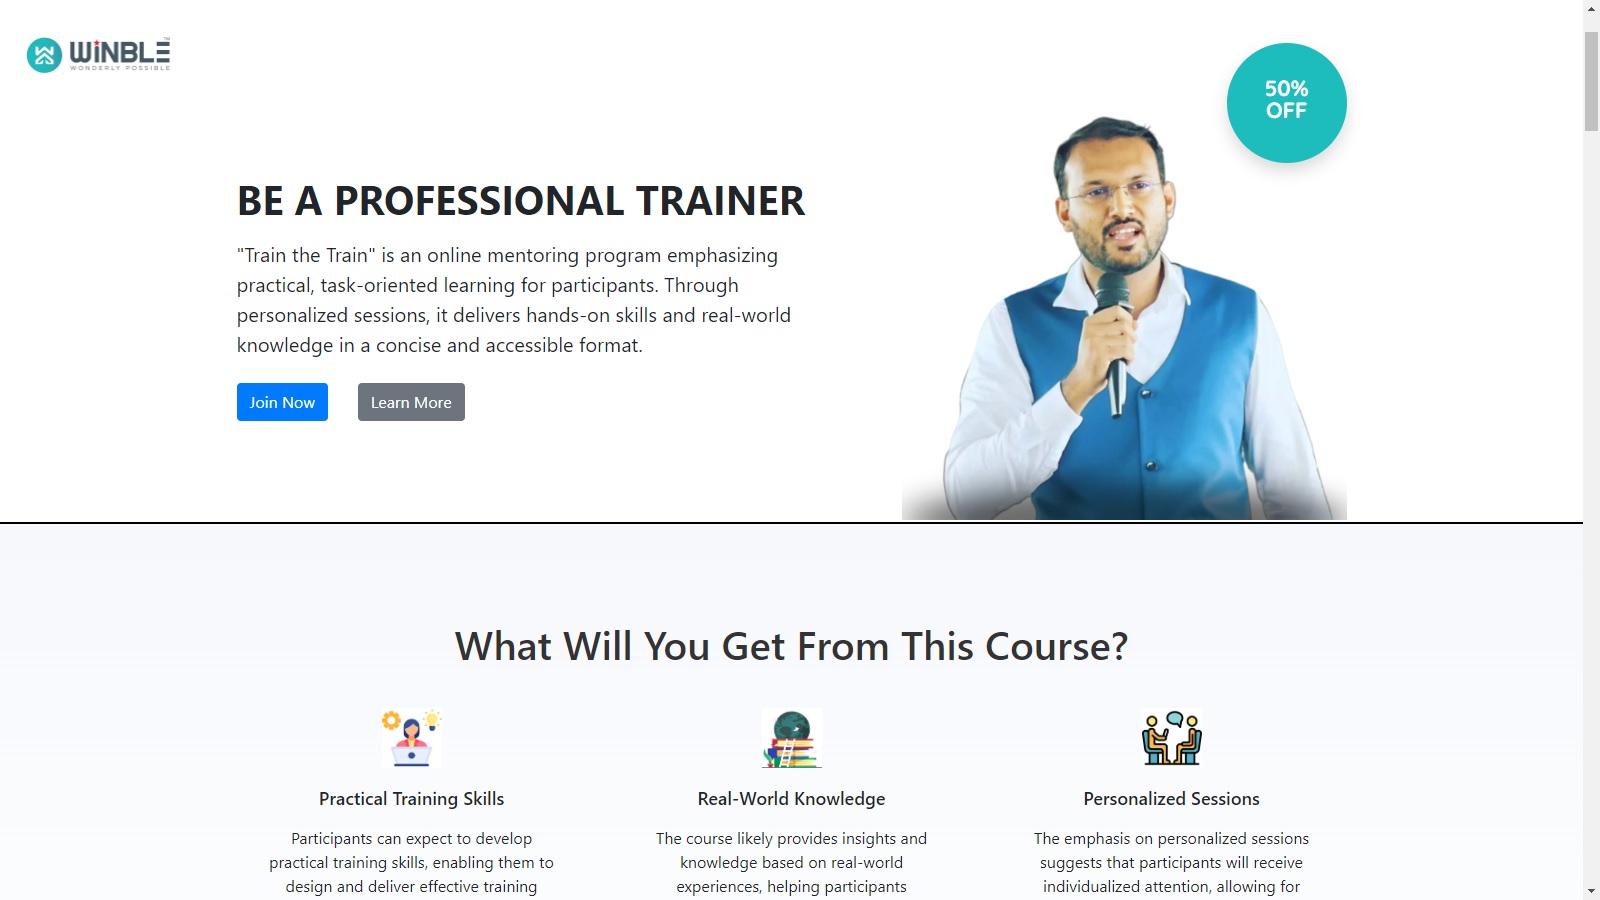 WiNBLE™
WONDERLY POSSIBLE
50%
OFF
BE A PROFESSIONAL TRAINER
"Train the Train" is an online mentoring program emphasizing
practical, task-oriented learning for participants. Through
personalized sessions, it delivers hands-on skills and real-world
knowledge in a concise and accessible format.
Join Now
Learn More
What Will You Get From This Course?
Practical Training Skills
Participants can expect to develop
practical training skills, enabling them to
design and deliver effective training
Real-World Knowledge
The course likely provides insights and
knowledge based on real-world
experiences, helping participants
Personalized Sessions
The emphasis on personalized sessions
suggests that participants will receive
individualized attention, allowing for